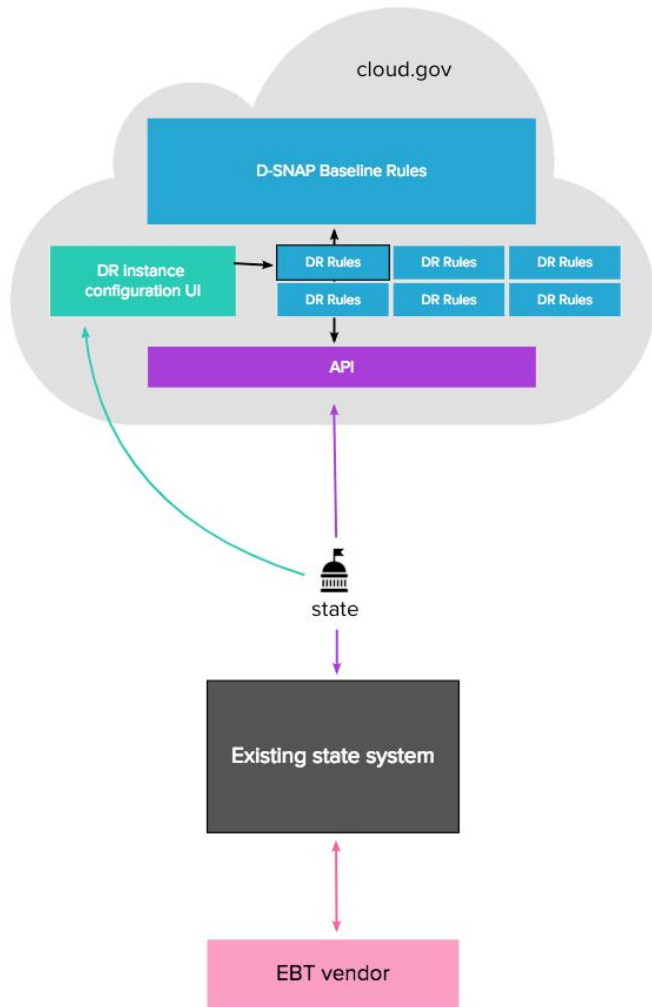 cloud.gov
D-SNAP Baseline Rules
DR instance
configuration UI
DR Rules
DR Rules
DR Rules
DR Rules
DR Rules
DR Rules
API
state
Existing state system
EBT vendor